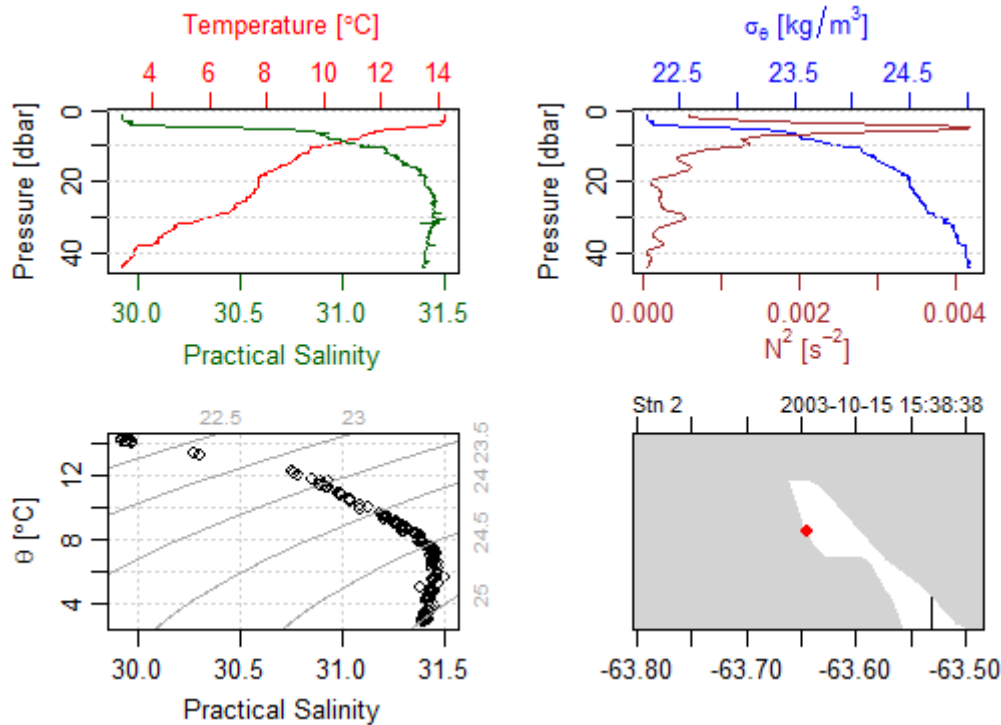 Temperature [°C]
4 6 8 10 12 14
Pressure [dbar]
0 20 40
30.0 30.5 31.0 31.5
Practical Salinity
σθ [kg/m³]
22.5 23.5 24.5
Pressure [dbar]
0 20 40
0.000 0.002 0.004
N² [s⁻²]
22.5 23 23.5 24 24.5 25
θ [°C]
4 8 12
30.0 30.5 31.0 31.5
Practical Salinity
Stn 2 2003-10-15 15:38:38
-63.80 -63.70 -63.60 -63.50